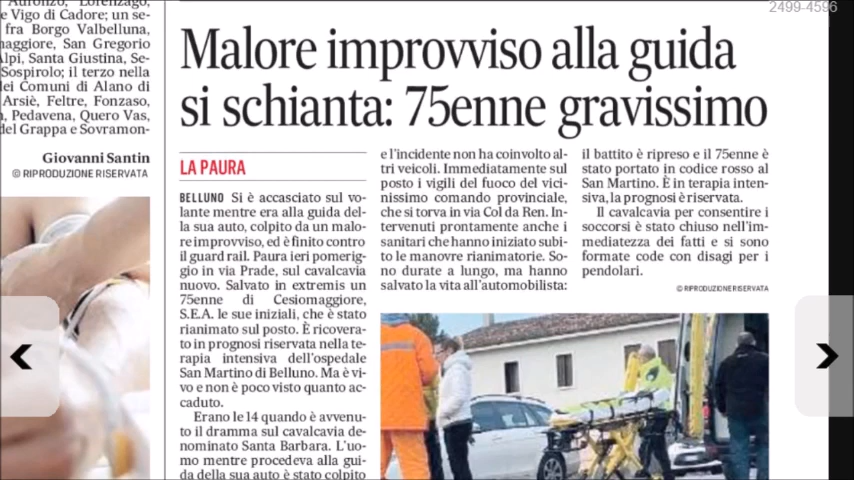 2499-4596
Auronzo, Lorenzago,
e Vigo di Cadore; un se-
fra Borgo Valbelluna,
maggiore, San Gregorio
Alpi, Santa Giustina, Se-
Sospirolo; il terzo nella
dei Comuni di Alano di
Arsiè, Feltre, Fonzaso,
Pedavena, Quero Vas,
del Grappa e Sovramon-
Giovanni Santin
© RIPRODUZIONE RISERVATA
Malore improvviso alla guida
si schianta: 75enne gravissimo
LA PAURA
BELLUNO Si è accasciato sul vo-
lante mentre era alla guida del-
la sua auto, colpito da un malo-
re improvviso, ed è finito contro
il guard rail. Paura ieri pomerig-
gio in via Prade, sul cavalcavia
nuovo. Salvato in extremis un
75enne di Cesiomaggiore,
S.E.A. le sue iniziali, che è stato
rianimato sul posto. È ricovera-
to in prognosi riservata nella te-
rapia intensiva dell'ospedale
San Martino di Belluno. Ma è vi-
vo e non è poco visto quanto ac-
caduto.
Erano le 14 quando è avvenu-
to il dramma sul cavalcavia de-
nominato Santa Barbara. L'uo-
mo mentre procedeva alla gui-
da della sua auto è stato colpito
e l'incidente non ha coinvolto al-
tri veicoli. Immediatamente sul
posto i vigili del fuoco del vici-
nissimo comando provinciale,
che si torva in via Col da Ren. In-
tervenuti prontamente anche i
sanitari che hanno iniziato subi-
to le manovre rianimatorie. So-
no durate a lungo, ma hanno
salvato la vita all'automobilista:
il battito è ripreso e il 75enne è
stato portato in codice rosso al
San Martino. È in terapia inten-
siva, la prognosi è riservata.
Il cavalcavia per consentire i
soccorsi è stato chiuso nell'im-
mediatezza dei fatti e si sono
formate code con disagi per i
pendolari.
© RIPRODUZIONE RISERVATA